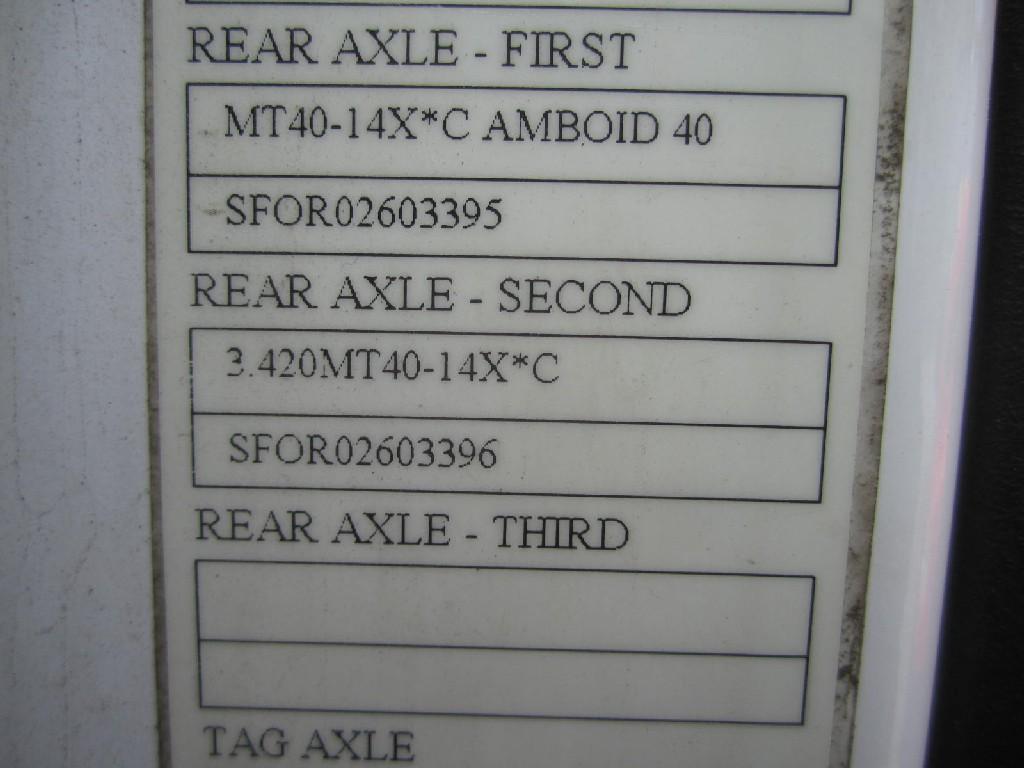 REAR AXLE - FIRST
MT40-14X*C AMBOID 40
SFOR02603395
REAR AXLE - SECOND
3.420MT40-14X*C
SFOR02603396
REAR AXLE - THIRD
TAG AXLE